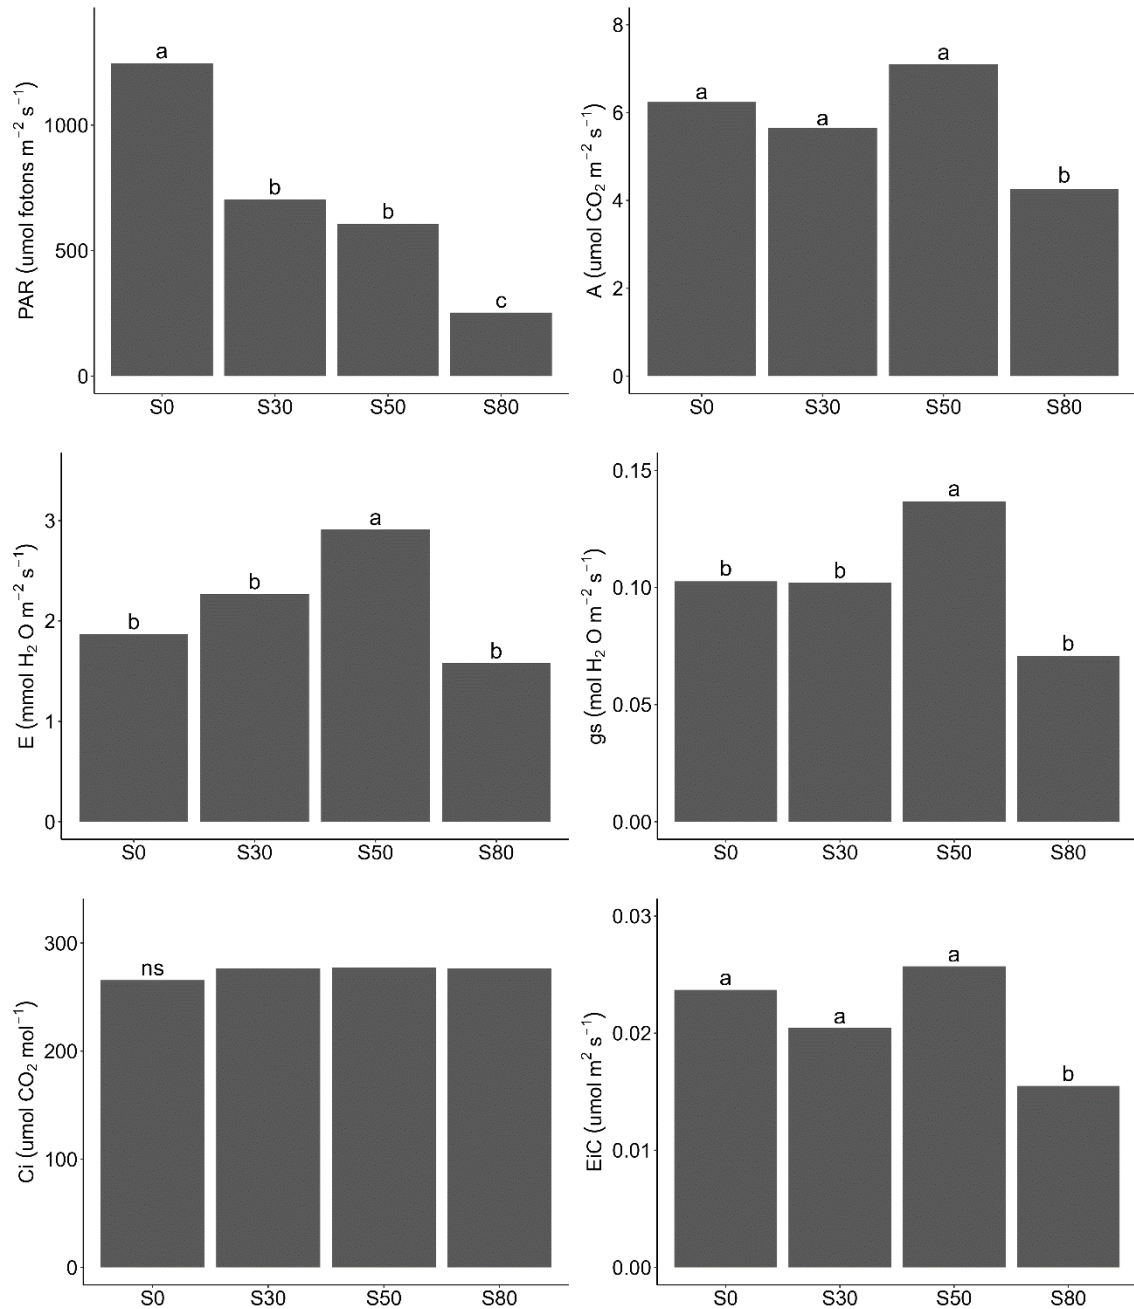 PAR (umol fotons m⁻² s⁻¹)
1000
500
0
a
b
b
c
S0 S30 S50 S80
A (umol CO₂ m⁻² s⁻¹)
8
6
4
2
0
a
a
a
b
S0 S30 S50 S80
E (mmol H₂ O m⁻² s⁻¹)
3
2
1
0
b
b
a
b
S0 S30 S50 S80
gs (mol H₂ O m⁻² s⁻¹)
0.15
0.10
0.05
0.00
b
b
a
b
S0 S30 S50 S80
Ci (umol CO₂ mol⁻¹)
300
200
100
0
ns
S0 S30 S50 S80
EiC (umol m² s⁻¹)
0.03
0.02
0.01
0.00
a
a
a
b
S0 S30 S50 S80